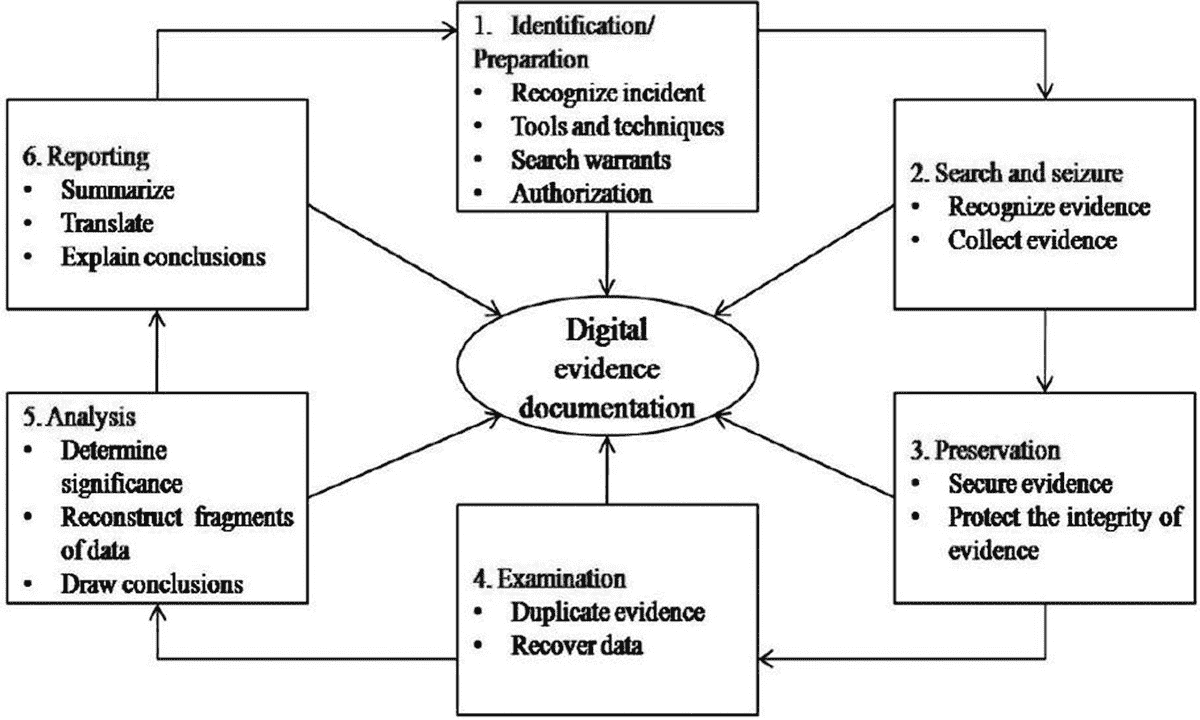 1. Identification/
Preparation
• Recognize incident
• Tools and techniques
• Search warrants
• Authorization
2. Search and seizure
• Recognize evidence
• Collect evidence
3. Preservation
• Secure evidence
• Protect the integrity of
evidence
4. Examination
• Duplicate evidence
• Recover data
5. Analysis
• Determine
significance
• Reconstruct fragments
of data
• Draw conclusions
6. Reporting
• Summarize
• Translate
• Explain conclusions
Digital
evidence
documentation